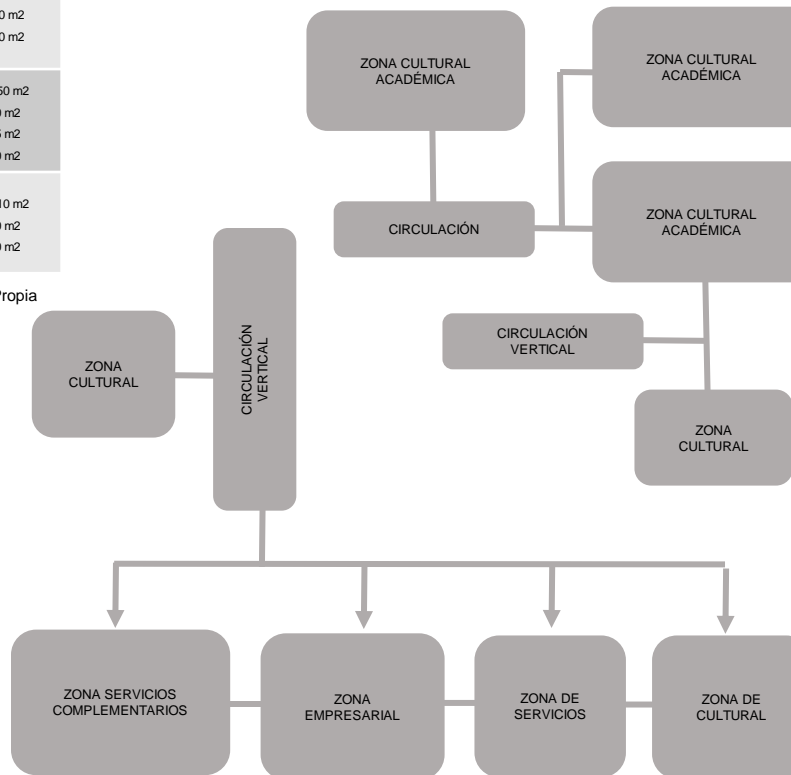 0 m2
0 m2
50 m2
0 m2
m2
0 m2
10 m2
0 m2
0 m2
Propia
ZONA CULTURAL
ACADÉMICA
ZONA CULTURAL
ACADÉMICA
CIRCULACIÓN
ZONA CULTURAL
ACADÉMICA
CIRCULACIÓN
VERTICAL
ZONA
CULTURAL
CIRCULACIÓN
VERTICAL
ZONA
CULTURAL
ZONA SERVICIOS
COMPLEMENTARIOS
ZONA
EMPRESARIAL
ZONA DE
SERVICIOS
ZONA DE
CULTURAL